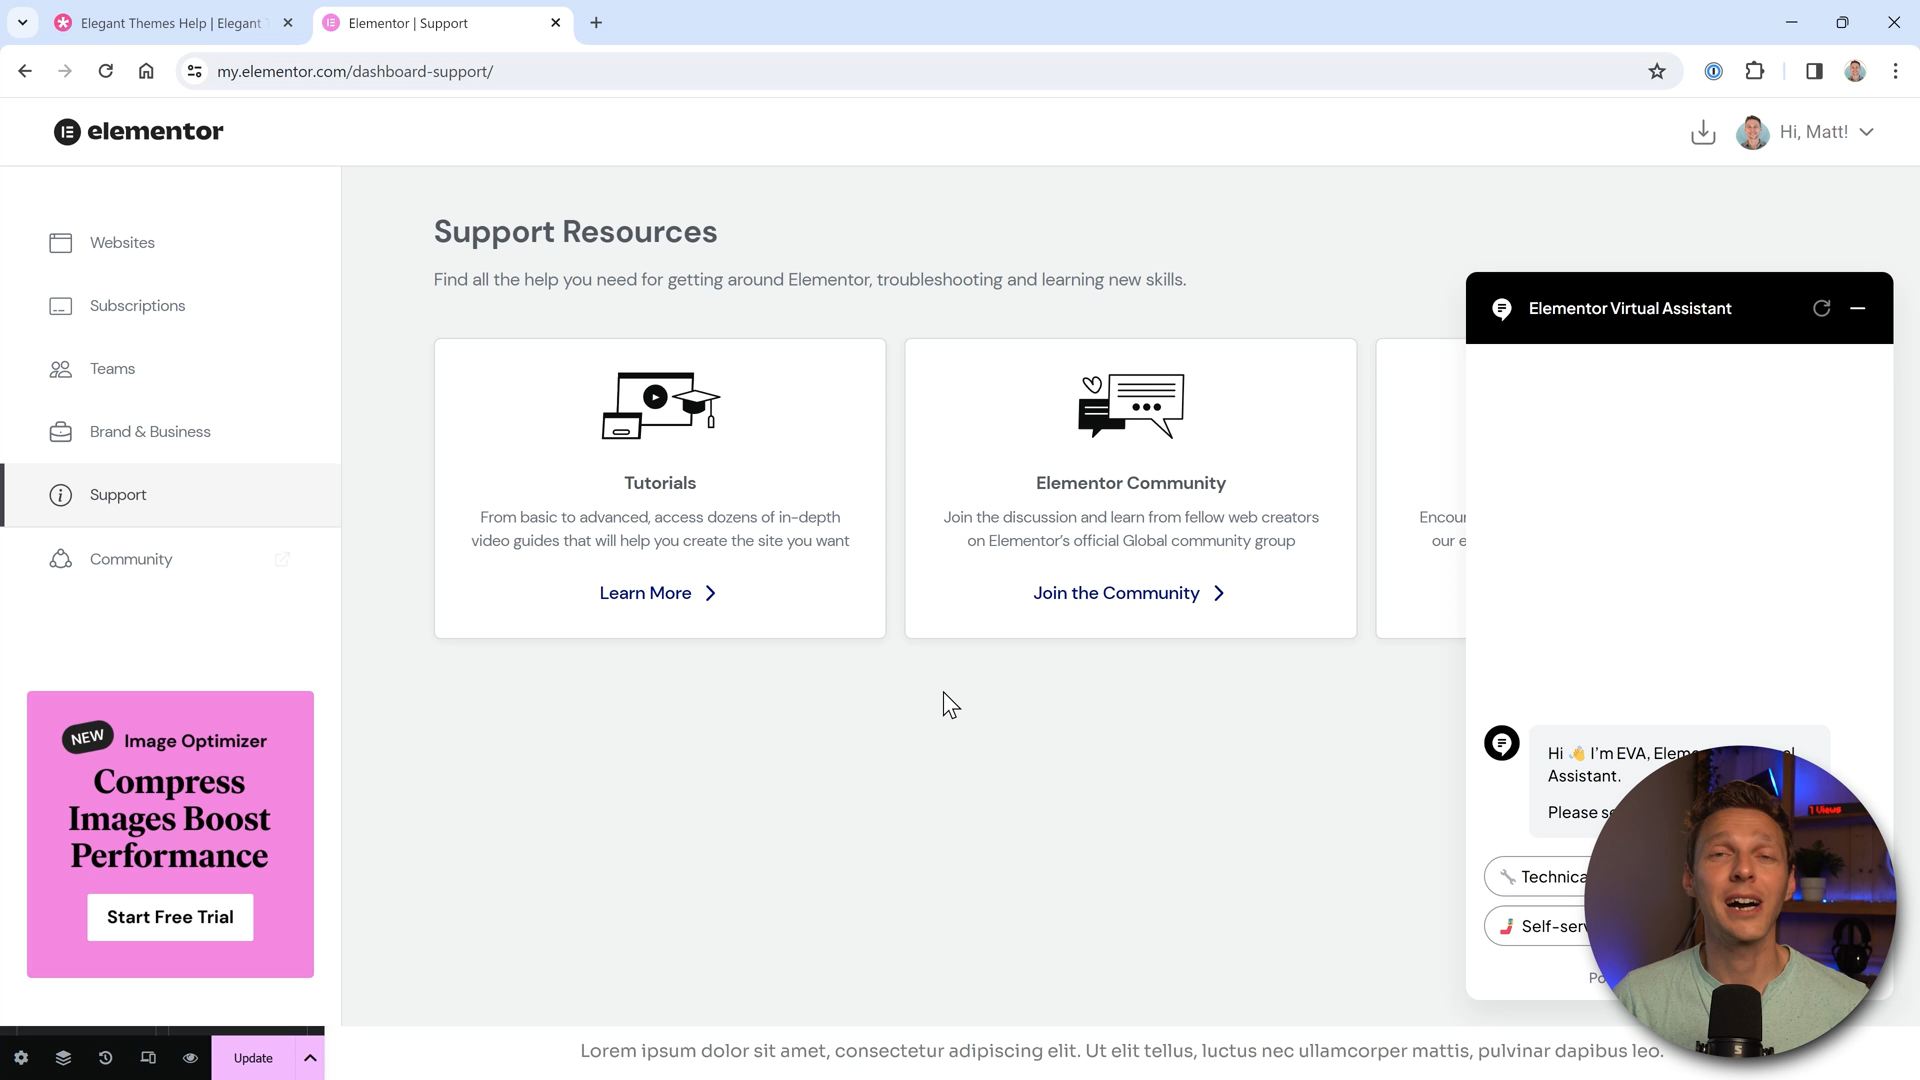 Elegant Themes Help | Elegant
Elementor | Support
my.elementor.com/dashboard-support/
elementor
Hi, Matt!
Websites
Subscriptions
Teams
Brand & Business
Support
Community
NEW Image Optimizer
Compress
Images Boost
Performance
Start Free Trial
Update
Support Resources
Find all the help you need for getting around Elementor, troubleshooting and learning new skills.
Tutorials
From basic to advanced, access dozens of in-depth
video guides that will help you create the site you want
Learn More
Elementor Community
Join the discussion and learn from fellow web creators
on Elementor's official Global community group
Join the Community
our e
Elementor Virtual Assistant
Hi 👋 I'm EVA,
Assistant.
Please
1 Views
Lorem ipsum dolor sit amet, consectetur adipiscing elit. Ut elit tellus, luctus nec ullamcorper mattis, pulvinar dapibus leo.